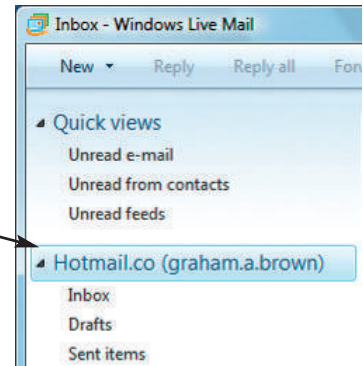 Inbox - Windows Live Mail
New Reply Reply all
Quick views
Unread e-mail
Unread from contacts
Unread feeds
Hotmail.co (graham.a.brown)
Inbox
Drafts
Sent items